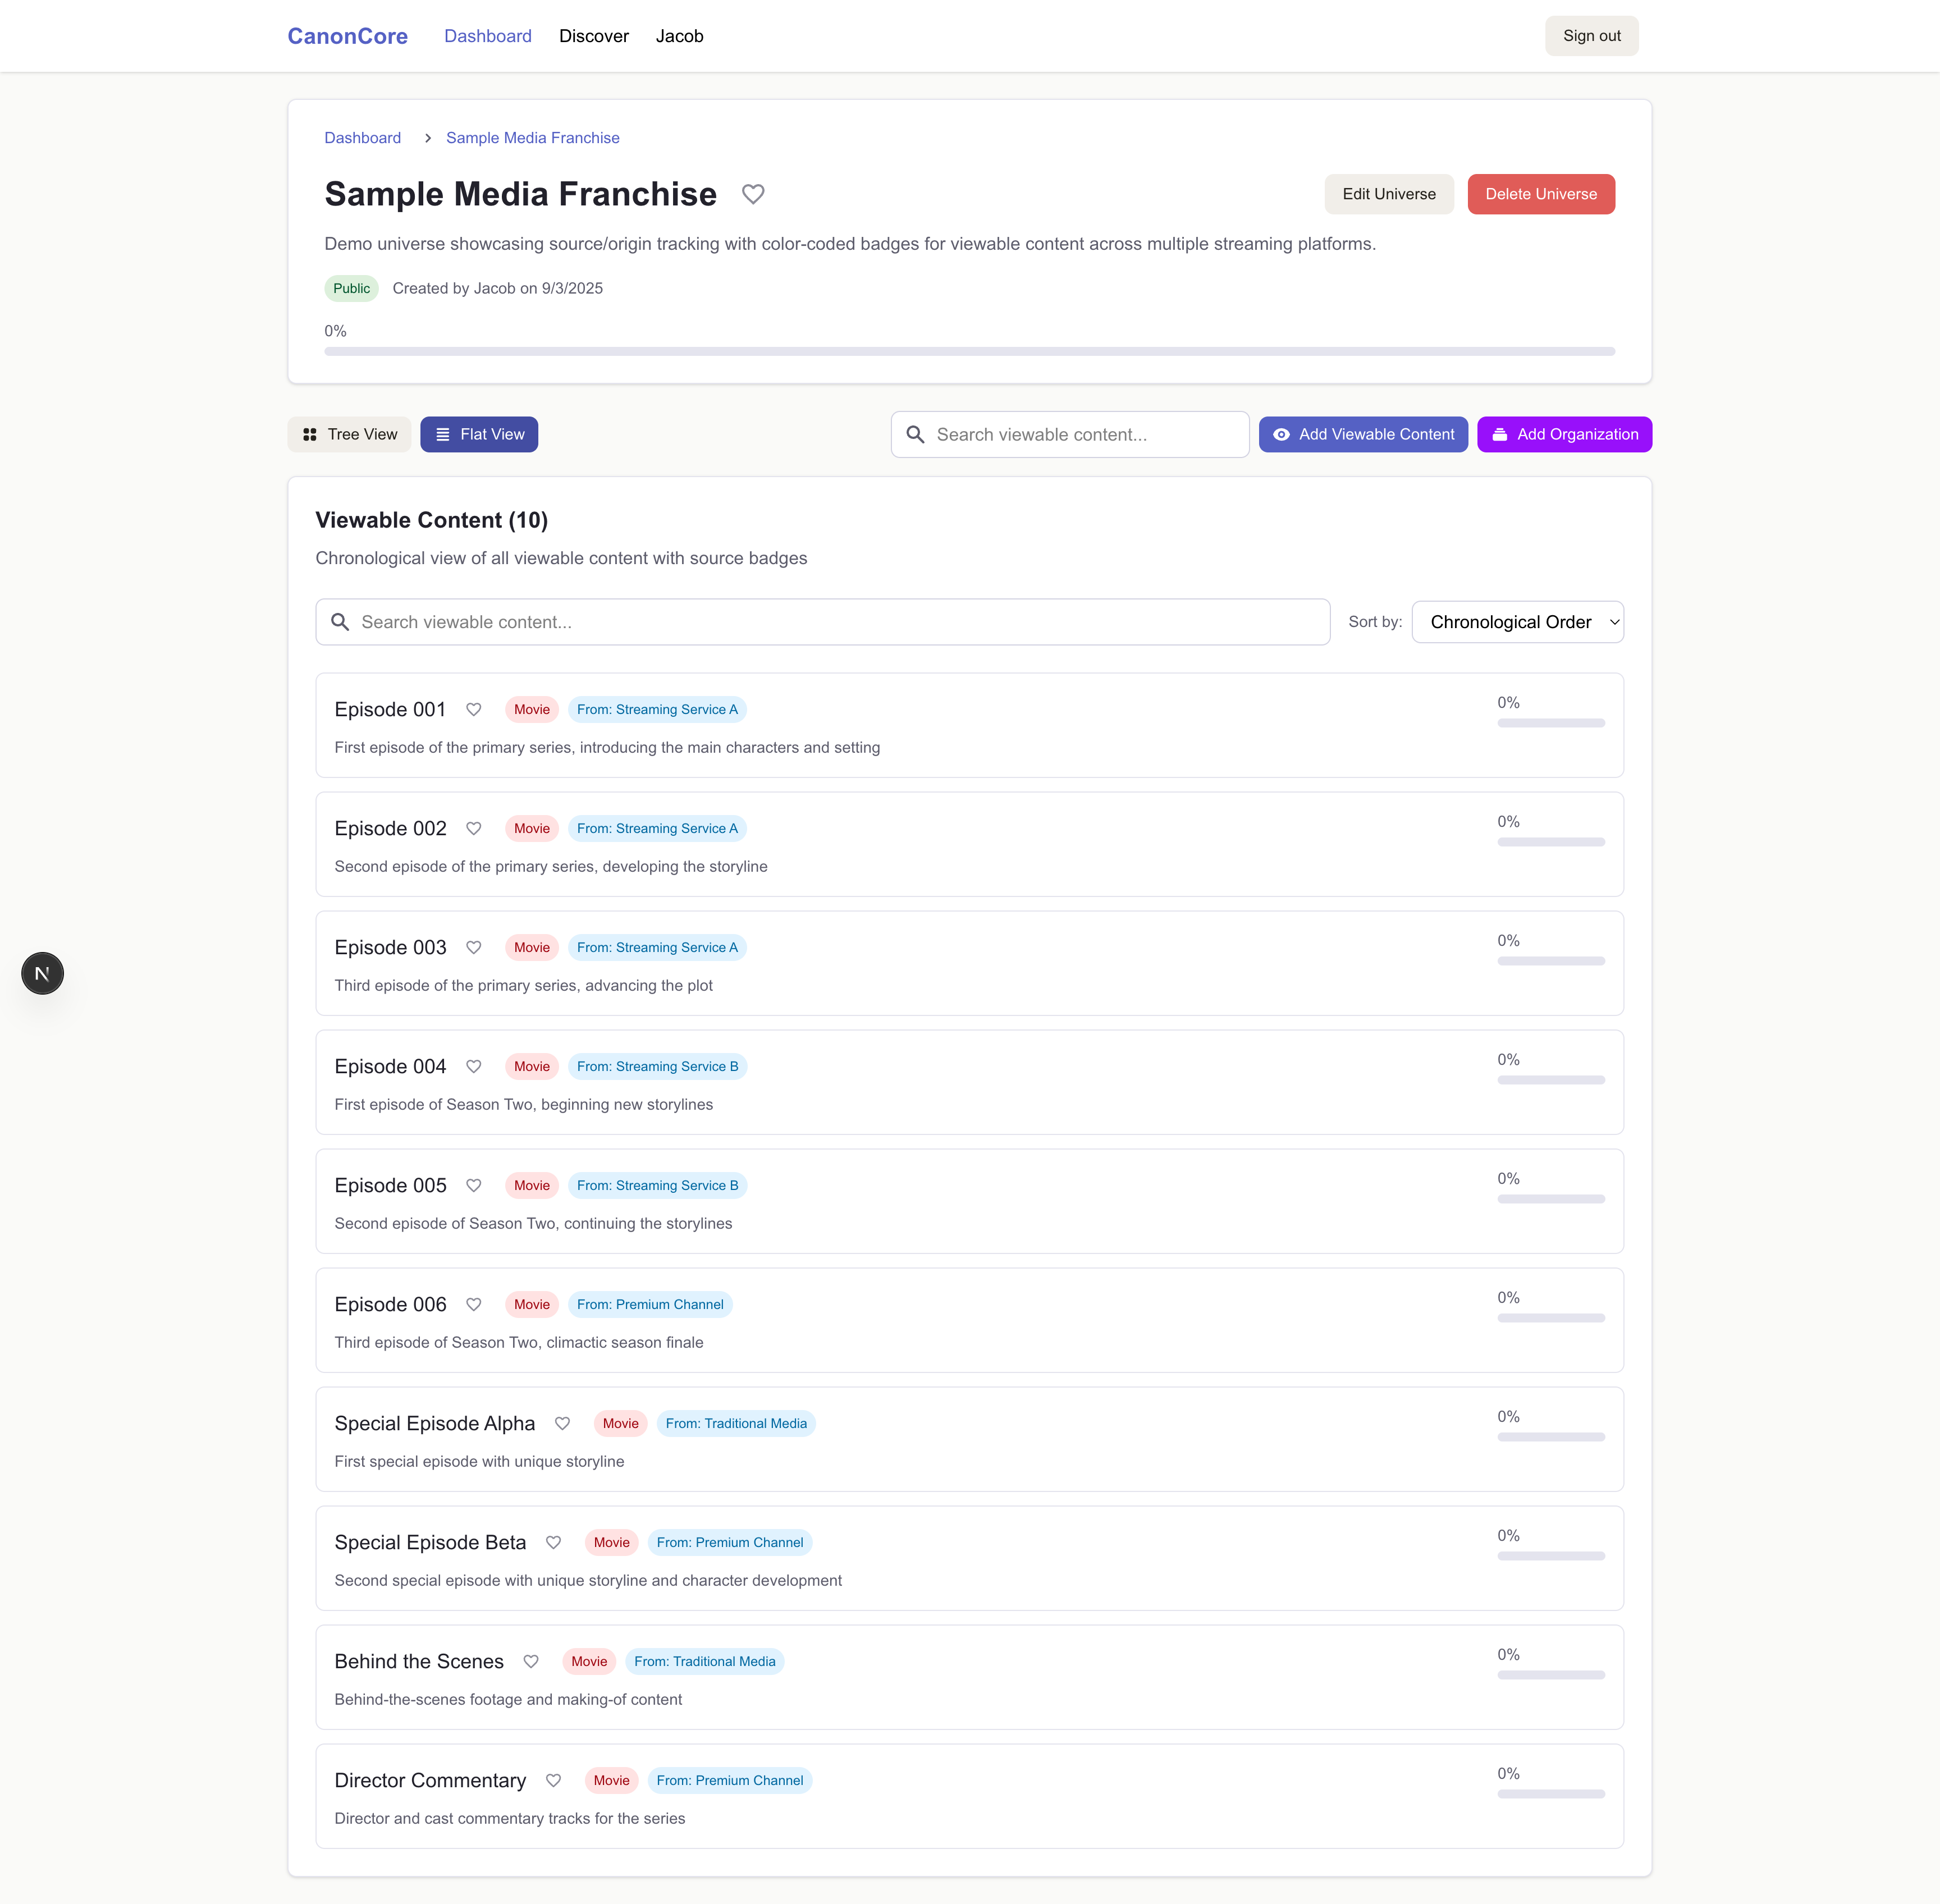 CanonCore Dashboard Discover Jacob Sign out
Dashboard Sample Media Franchise
Sample Media Franchise Edit Universe Delete Universe
Demo universe showcasing source/origin tracking with color-coded badges for viewable content across multiple streaming platforms.
Public Created by Jacob on 9/3/2025
0%
Tree View Flat View Search viewable content... Add Viewable Content Add Organization
Viewable Content (10)
Chronological view of all viewable content with source badges
Search viewable content... Sort by: Chronological Order
Episode 001 Movie From: Streaming Service A 0%
First episode of the primary series, introducing the main characters and setting
Episode 002 Movie From: Streaming Service A 0%
Second episode of the primary series, developing the storyline
Episode 003 Movie From: Streaming Service A 0%
Third episode of the primary series, advancing the plot
N
Episode 004 Movie From: Streaming Service B 0%
First episode of Season Two, beginning new storylines
Episode 005 Movie From: Streaming Service B 0%
Second episode of Season Two, continuing the storylines
Episode 006 Movie From: Premium Channel 0%
Third episode of Season Two, climactic season finale
Special Episode Alpha Movie From: Traditional Media 0%
First special episode with unique storyline
Special Episode Beta Movie From: Premium Channel 0%
Second special episode with unique storyline and character development
Behind the Scenes Movie From: Traditional Media 0%
Behind-the-scenes footage and making-of content
Director Commentary Movie From: Premium Channel 0%
Director and cast commentary tracks for the series